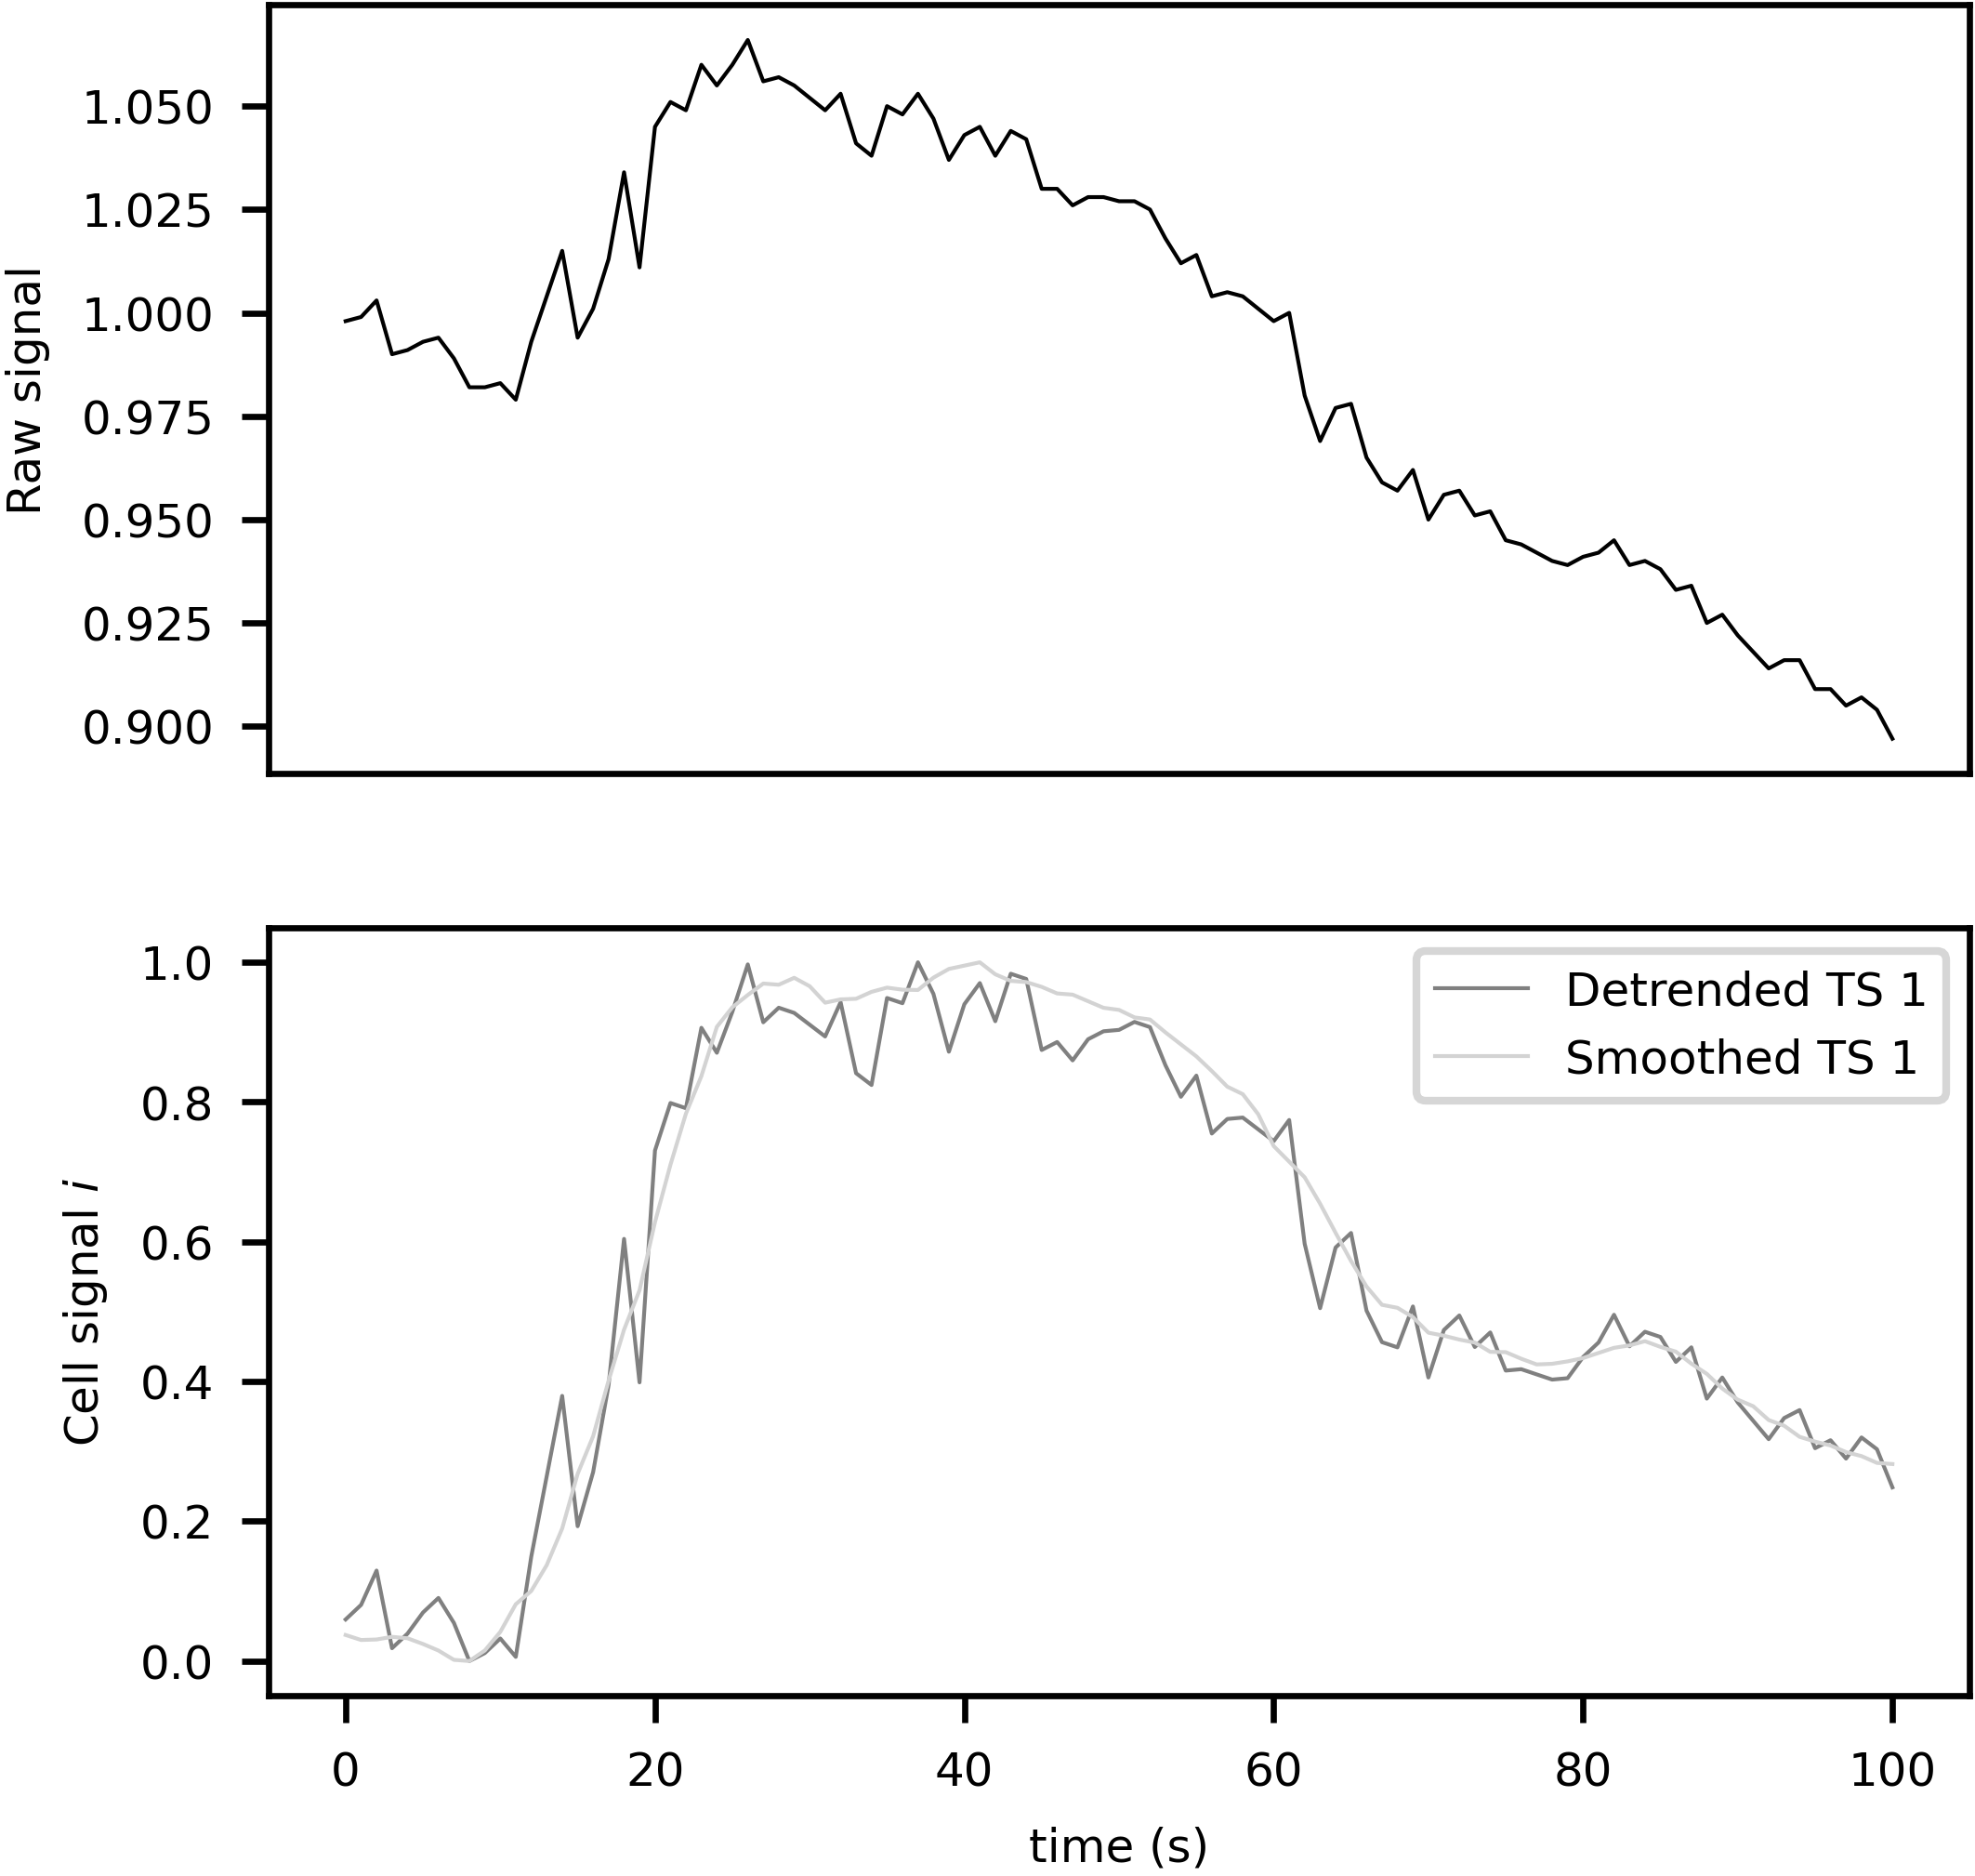 Raw signal
1.050
1.025
1.000
0.975
0.950
0.925
0.900
Cell signal i
1.0
0.8
0.6
0.4
0.2
0.0
Detrended TS 1
Smoothed TS 1
0 20 40 60 80 100
time (s)